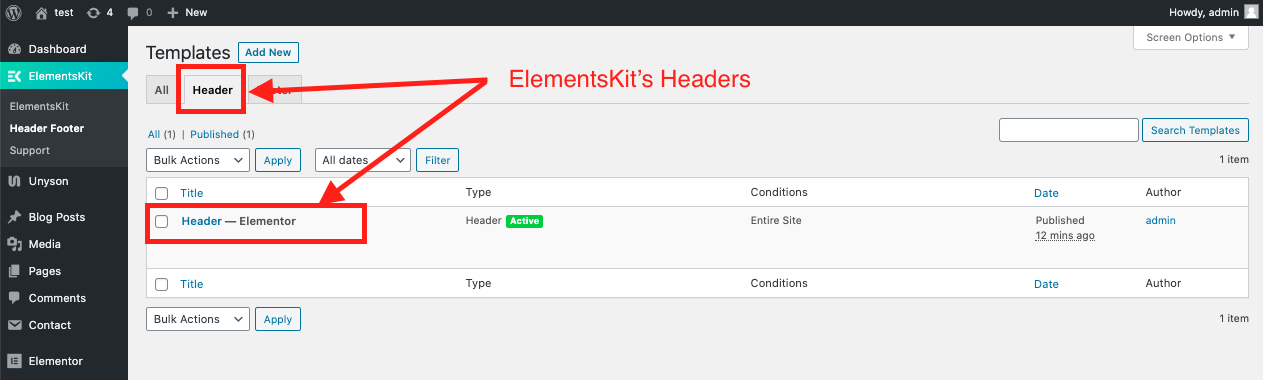 test 4 0 New Howdy, admin
Screen Options
Dashboard
ElementsKit
ElementsKit
Header Footer
Support
Unyson
Blog Posts
Media
Pages
Comments
Contact
Elementor
Templates Add New
All Header
ElementsKit's Headers
All (1) | Published (1)
Search Templates
Bulk Actions Apply All dates Filter
1 item
Title Type Conditions Date Author
Header — Elementor Header Active Entire Site Published admin
12 mins ago
Title Type Conditions Date Author
Bulk Actions Apply
1 item